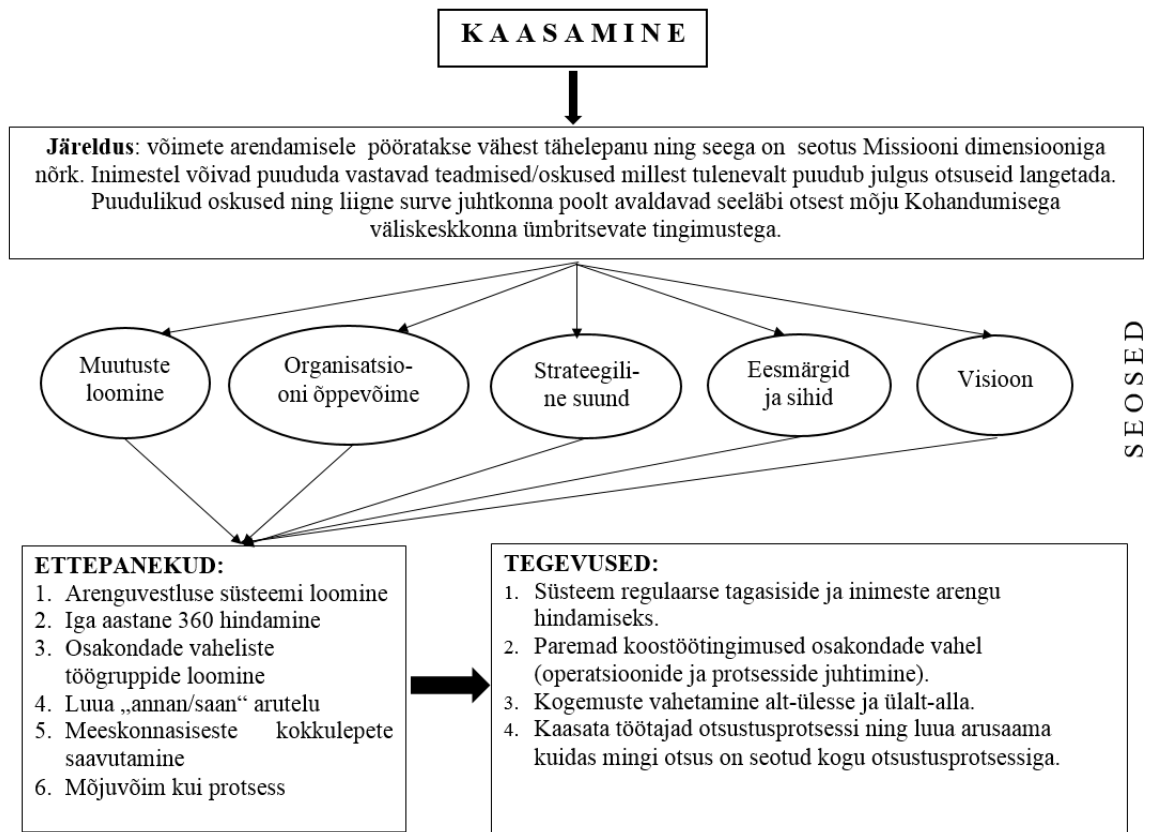 K A A S A M I N E
Järeldus: võimete arendamisele pööratakse vähest tähelepanu ning seega on seotus Missiooni dimensiooniga
nõrk. Inimestel võivad puududa vastavad teadmised/oskused millest tulenevalt puudub julgus otsuseid langetada.
Puudulikud oskused ning liigne surve juhtkonna poolt avaldavad seeläbi otsest mõju Kohandumisega
väliskeskkonna ümbritsevate tingimustega.
Muutuste
loomine
Organisatsio-
oni õppevõime
Strateegili-
ne suund
Eesmärgid
ja sihid
Visioon
S E O S E D
ETTEPANEKUD:
1. Arenguvestluse süsteemi loomine
2. Iga aastane 360 hindamine
3. Osakondade vaheliste
töögruppide loomine
4. Luua „annan/saan“ arutelu
5. Meeskonnasiseste kokkulepete
saavutamine
6. Mõjuvõim kui protsess
TEGEVUSED:
1. Süsteem regulaarse tagasiside ja inimeste arengu
hindamiseks.
2. Paremad koostöötingimused osakondade vahel
(operatsioonide ja protsesside juhtimine).
3. Kogemuste vahetamine alt-ülesse ja ülalt-alla.
4. Kaasata töötajad otsustusprotsessi ning luua arusaama
kuidas mingi otsus on seotud kogu otsustusprotsessiga.